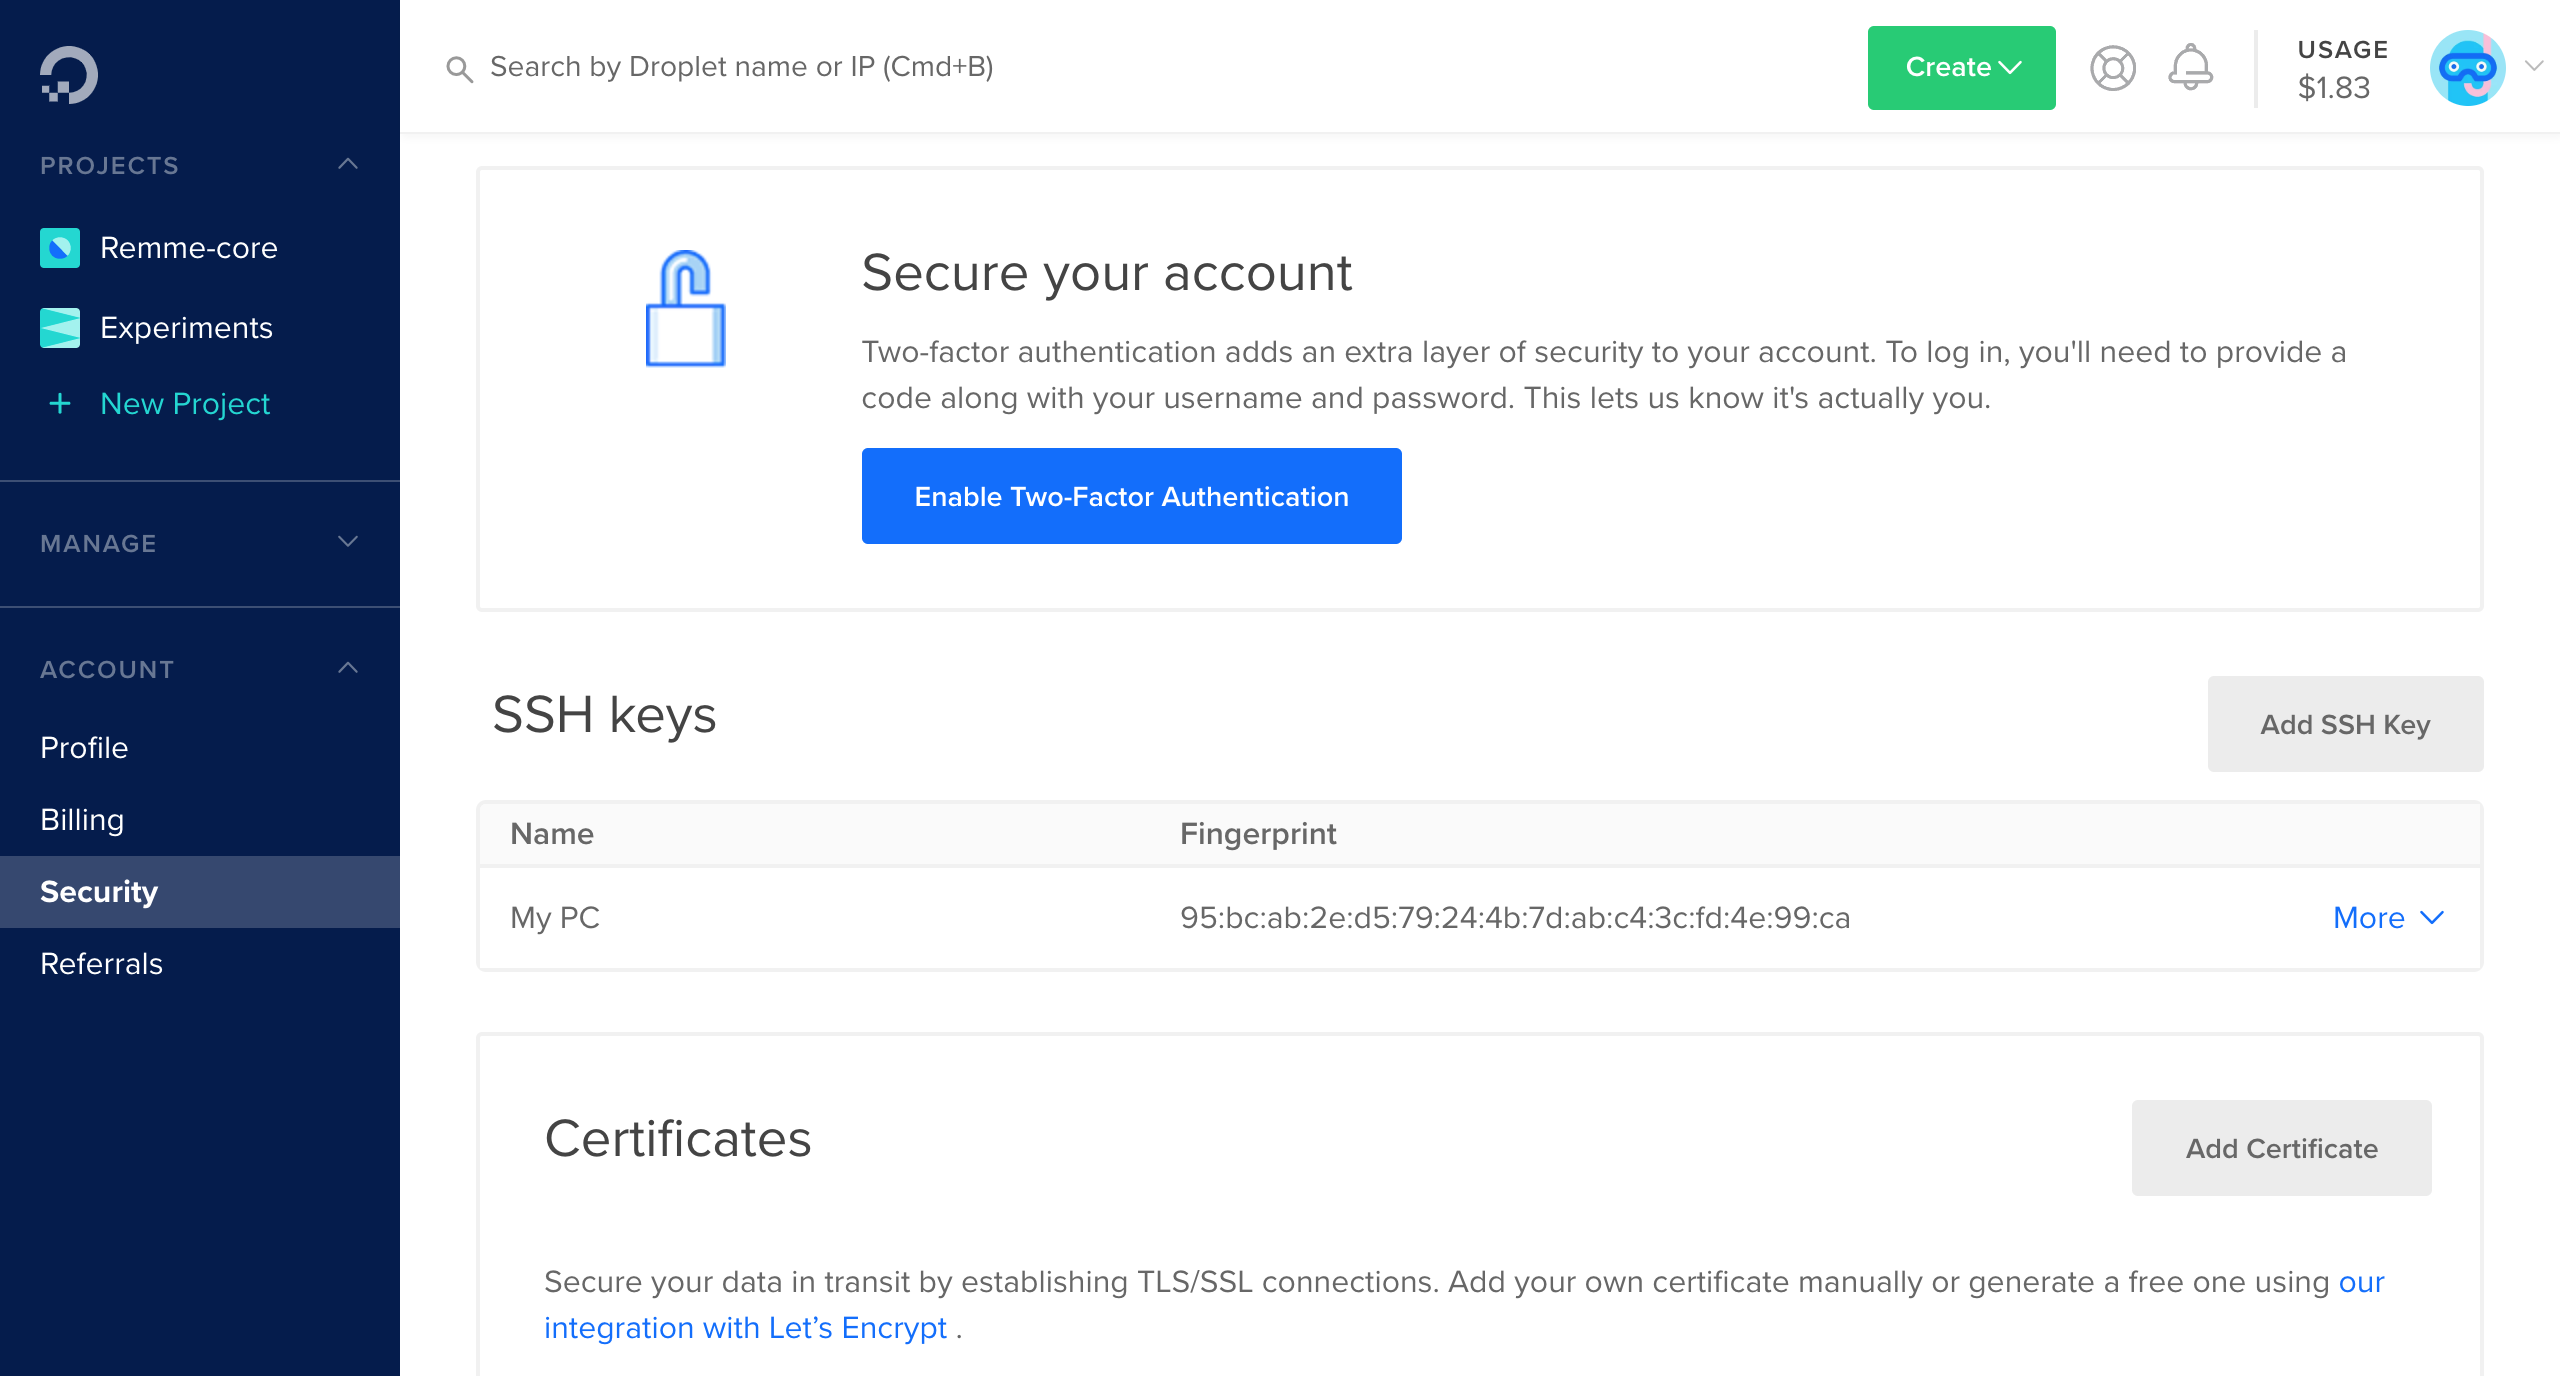 Search by Droplet name or IP (Cmd+B)
Create
USAGE
$1.83
PROJECTS
Remme-core
Experiments
+ New Project
MANAGE
ACCOUNT
Profile
Billing
Security
Referrals
Secure your account
Two-factor authentication adds an extra layer of security to your account. To log in, you'll need to provide a
code along with your username and password. This lets us know it's actually you.
Enable Two-Factor Authentication
SSH keys
Add SSH Key
Name Fingerprint
My PC 95:bc:ab:2e:d5:79:24:4b:7d:ab:c4:3c:fd:4e:99:ca More
Certificates
Add Certificate
Secure your data in transit by establishing TLS/SSL connections. Add your own certificate manually or generate a free one using our
integration with Let’s Encrypt .